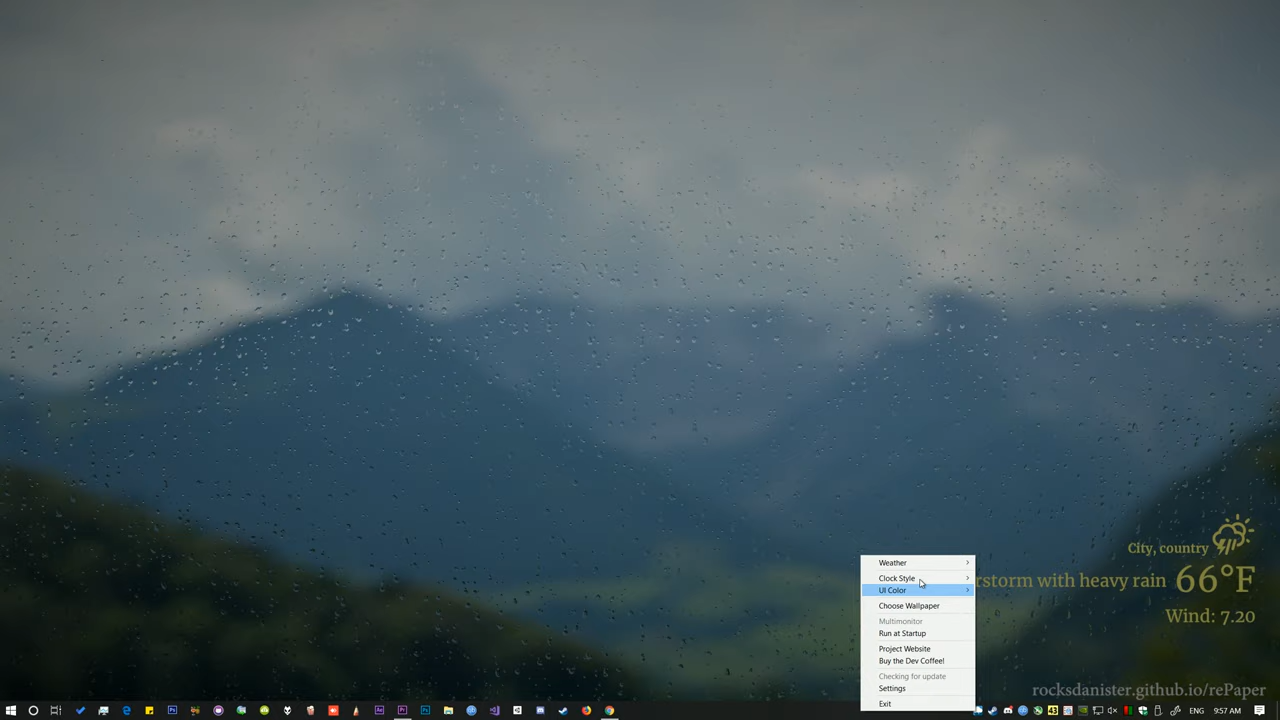 City, country
rstorm with heavy rain 66°F
Wind: 7.20
Weather
Clock Style
UI Color
Choose Wallpaper
Multimonitor
Run at Startup
Project Website
Buy the Dev Coffee!
Checking for update
Settings
Exit
rocksdanister.github.io/rePaper
ENG 9:57 AM